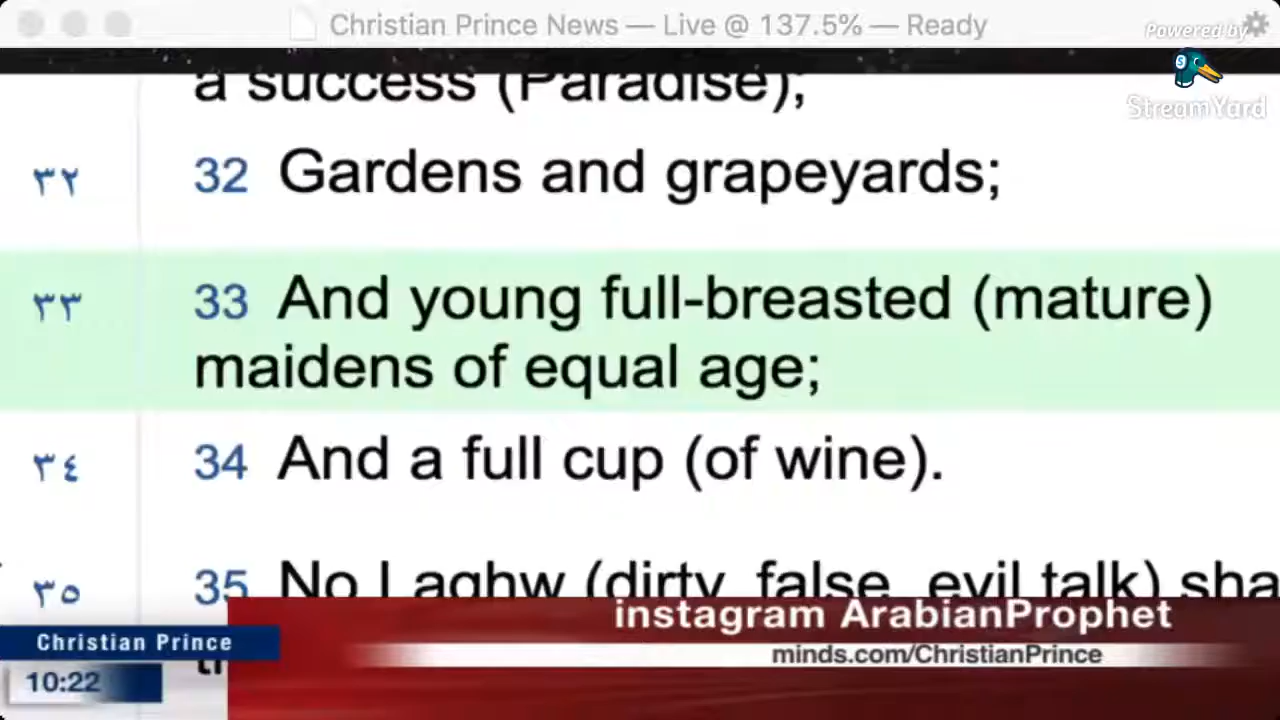 Christian Prince News — Live @ 137.5% — Ready
Powered by
StreamYard
a success (Paradise);
٣٢ 32 Gardens and grapeyards;
٣٣ 33 And young full-breasted (mature)
maidens of equal age;
٣٤ 34 And a full cup (of wine).
٣٥ 35 No Laghw (dirty, false, evil talk) sha
instagram ArabianProphet
Christian Prince
minds.com/ChristianPrince
10:22